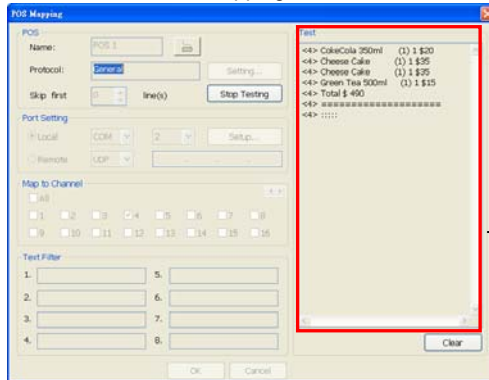 POS Mapping
POS
Name: POS 1
Protocol: General Setting...
Skip first 0 line(s) Stop Testing
Port Setting
Local COM 2 Setup...
Remote UDP
Map to Channel
All
1 2 3 4 5 6 7 8
9 10 11 12 13 14 15 16
Text Filter
1. 5.
2. 6.
3. 7.
4. 8.
OK Cancel
Test
<4> CokeCola 350ml (1) 1 $20
<4> Cheese Cake (1) 1 $35
<4> Cheese Cake (1) 1 $35
<4> Green Tea 500ml (1) 1 $15
<4> Total $ 490
<4> =====================
<4> :::::
Clear